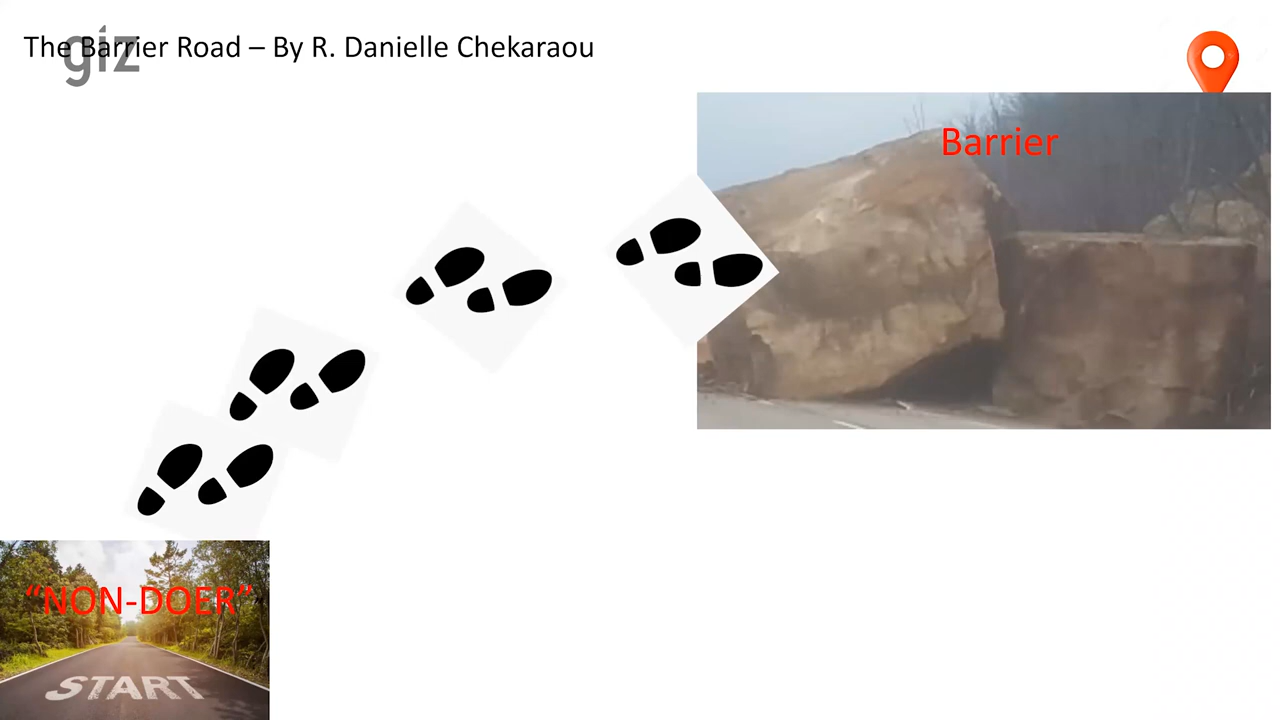 The Barrier Road – By R. Danielle Chekaraou
giz
Barrier
“NON-DOER”
START